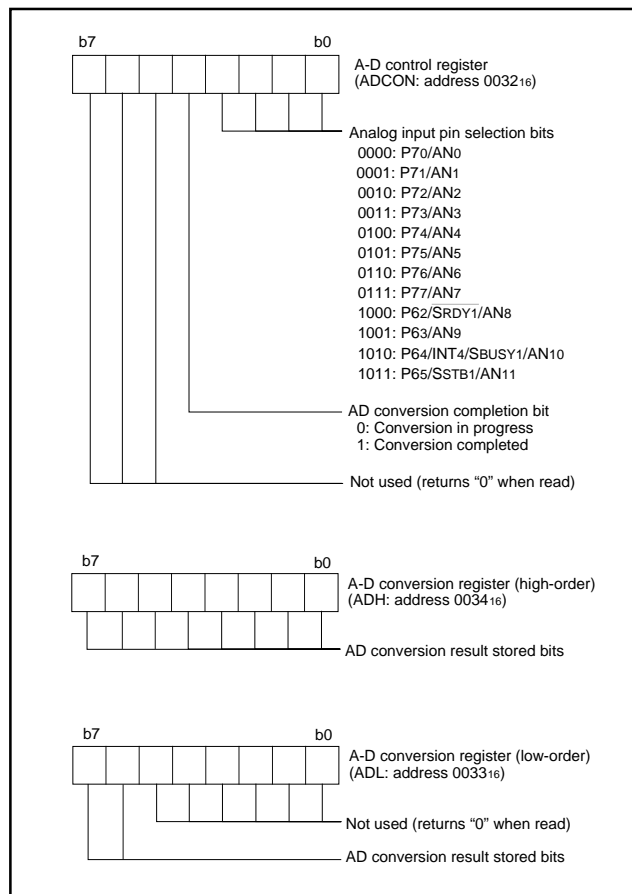 b7 b0
A-D control register
(ADCON: address 003216)
Analog input pin selection bits
0000: P70/AN0
0001: P71/AN1
0010: P72/AN2
0011: P73/AN3
0100: P74/AN4
0101: P75/AN5
0110: P76/AN6
0111: P77/AN7
1000: P62/SRDY1/AN8
1001: P63/AN9
1010: P64/INT4/SBUSY1/AN10
1011: P65/SSTB1/AN11
AD conversion completion bit
0: Conversion in progress
1: Conversion completed
Not used (returns “0” when read)
b7 b0
A-D conversion register (high-order)
(ADH: address 003416)
AD conversion result stored bits
b7 b0
A-D conversion register (low-order)
(ADL: address 003316)
Not used (returns “0” when read)
AD conversion result stored bits